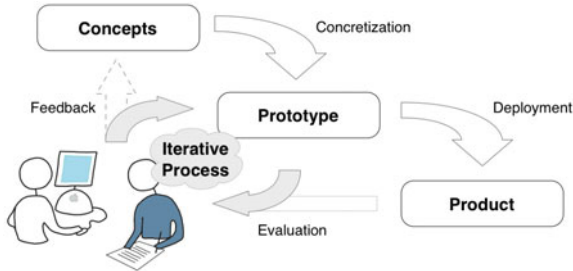 Concepts
Concretization
Feedback
Prototype
Deployment
Iterative
Process
Product
Evaluation